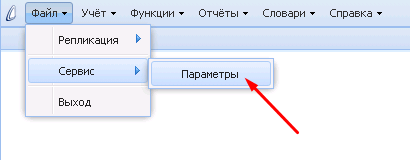 Файл Учёт Функции Отчёты Словари Справка
Репликация
Сервис Параметры
Выход